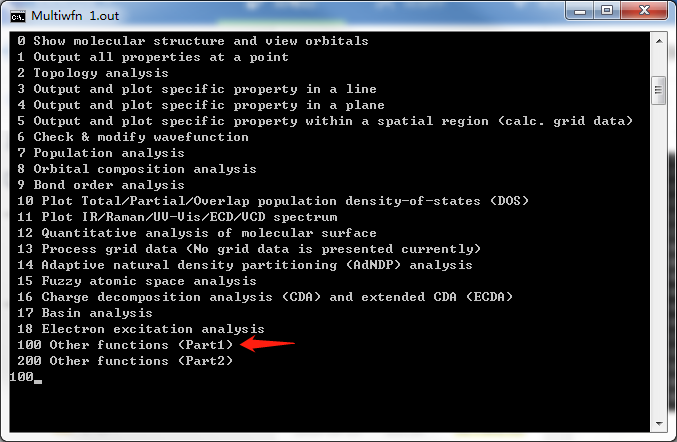 Multiwfn 1.out
0 Show molecular structure and view orbitals
1 Output all properties at a point
2 Topology analysis
3 Output and plot specific property in a line
4 Output and plot specific property in a plane
5 Output and plot specific property within a spatial region (calc. grid data)
6 Check & modify wavefunction
7 Population analysis
8 Orbital composition analysis
9 Bond order analysis
10 Plot Total/Partial/Overlap population density-of-states (DOS)
11 Plot IR/Raman/UV-Vis/ECD/VCD spectrum
12 Quantitative analysis of molecular surface
13 Process grid data (No grid data is presented currently)
14 Adaptive natural density partitioning (AdNDP) analysis
15 Fuzzy atomic space analysis
16 Charge decomposition analysis (CDA) and extended CDA (ECDA)
17 Basin analysis
18 Electron excitation analysis
100 Other functions (Part1)
200 Other functions (Part2)
100